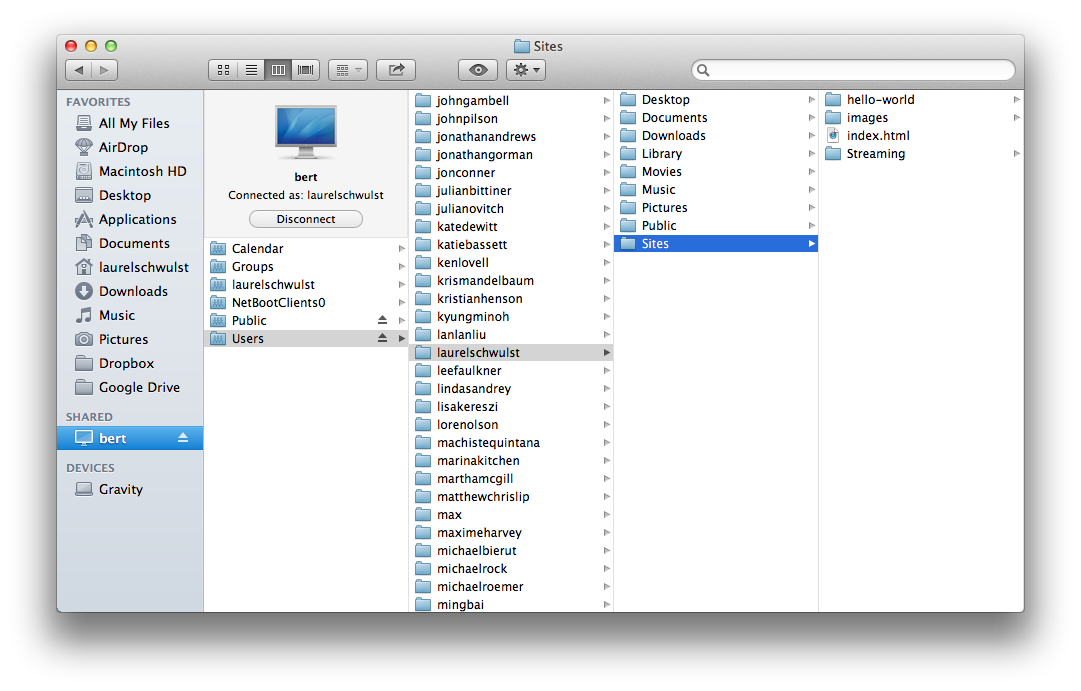 Sites
FAVORITES
All My Files
AirDrop
Macintosh HD
Desktop
Applications
Documents
laurelschwulst
Downloads
Music
Pictures
Dropbox
Google Drive
SHARED
bert
DEVICES
Gravity
bert
Connected as: laurelschwulst
Disconnect
Calendar
Groups
laurelschwulst
NetBootClients0
Public
Users
johngambell
johnpilson
jonathanandrews
jonathangorman
jonconner
julianbittiner
julianovitch
katedewitt
katiebassett
kenlovell
krismandelbaum
kristianhenson
kyungminoh
lanlanliu
laurelschwulst
leefaulkner
lindasandrey
lisakereszi
lorenolson
machistequintana
marinakitchen
marthamcgill
matthewchrislip
max
maximeharvey
michaelbierut
michaelrock
michaelroemer
mingbai
Desktop
Documents
Downloads
Library
Movies
Music
Pictures
Public
Sites
hello-world
images
index.html
Streaming